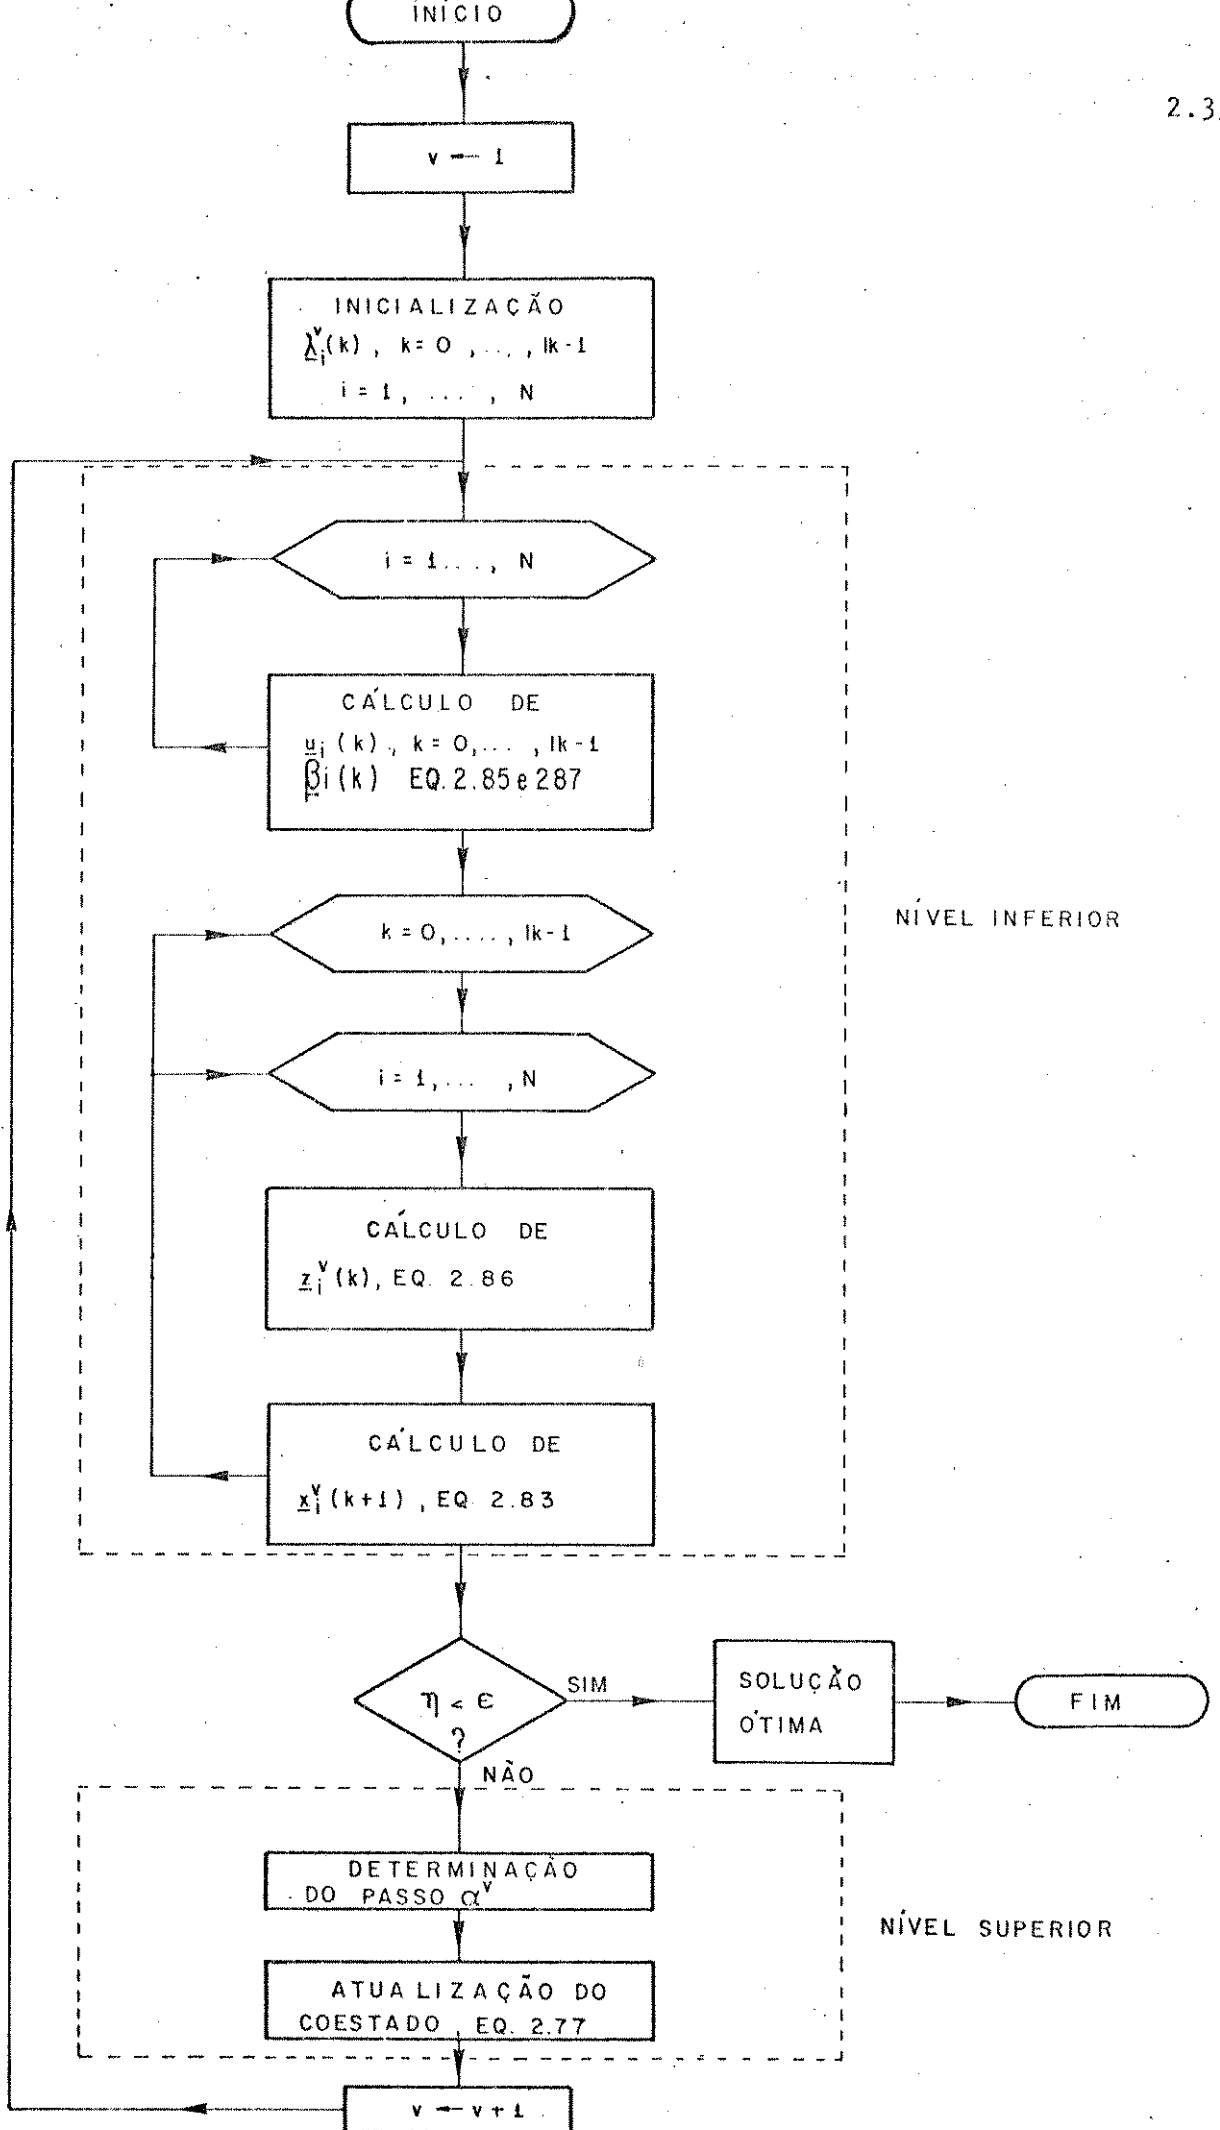 INÍCIO
2.3
v ← 1
INICIALIZAÇÃO
λ_i^v(k), k=0,..., lk-1
i = 1, ...., N
i = 1..., N
CÁLCULO DE
u_i(k), k=0,..., lk-1
β_i(k) EQ. 2.85 e 287
k=0,...., lk-1
NÍVEL INFERIOR
i = 1,... ,N
CÁLCULO DE
z_i^v(k), EQ. 2.86
CÁLCULO DE
x_i^v(k+1), EQ 2.83
η < ε
?
SIM
SOLUÇÃO
ÓTIMA
FIM
NÃO
DETERMINAÇÃO
DO PASSO α^v
NÍVEL SUPERIOR
ATUALIZAÇÃO DO
COESTADO EQ. 2.77
v ← v+1